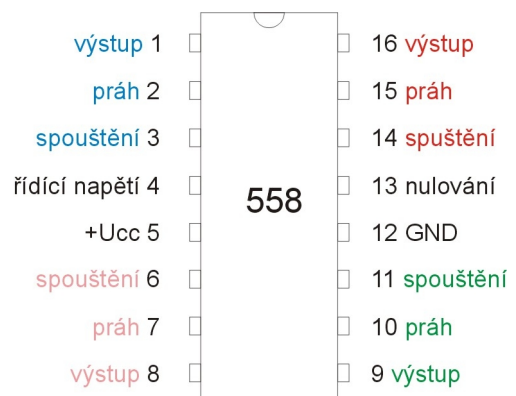 výstup 1
práh 2
spouštění 3
řídící napětí 4
+Ucc 5
spouštění 6
práh 7
výstup 8
558
16 výstup
15 práh
14 spuštění
13 nulování
12 GND
11 spouštění
10 práh
9 výstup